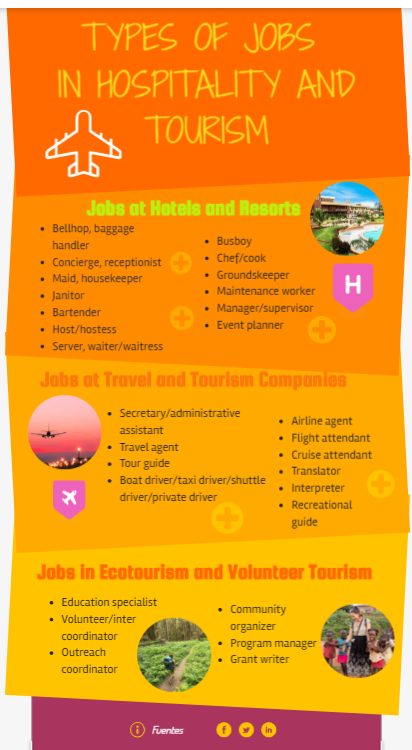 TYPES OF JOBS
IN HOSPITALITY AND
TOURISM
Jobs at Hotels and Resorts
• Bellhop, baggage
handler
• Concierge, receptionist
• Maid, housekeeper
• Janitor
• Bartender
• Host/hostess
• Server, waiter/waitress
• Busboy
• Chef/cook
• Groundskeeper
• Maintenance worker
• Manager/supervisor
• Event planner
H
Jobs at Travel and Tourism Companies
• Secretary/administrative
assistant
• Travel agent
• Tour guide
• Boat driver/taxi driver/shuttle
driver/private driver
• Airline agent
• Flight attendant
• Cruise attendant
• Translator
• Interpreter
• Recreational
guide
Jobs in Ecotourism and Volunteer Tourism
• Education specialist
• Volunteer/inter
coordinator
• Outreach
coordinator
• Community
organizer
• Program manager
• Grant writer
Fuentes